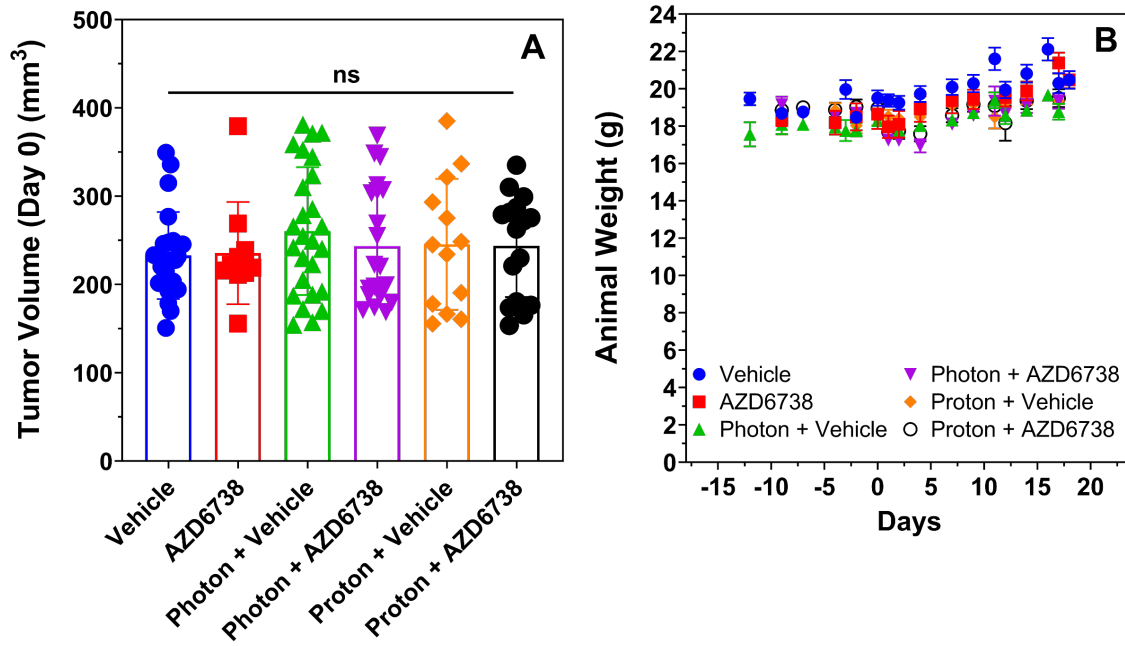 A
Tumor Volume (Day 0) (mm³)
500
400
300
200
100
0
ns
Vehicle
AZD6738
Photon + Vehicle
Photon + AZD6738
Proton + Vehicle
Proton + AZD6738
B
Animal Weight (g)
24
22
20
18
16
14
12
10
8
6
4
2
0
Vehicle
AZD6738
Photon + Vehicle
Photon + AZD6738
Proton + Vehicle
Proton + AZD6738
-15 -10 -5 0 5 10 15 20
Days